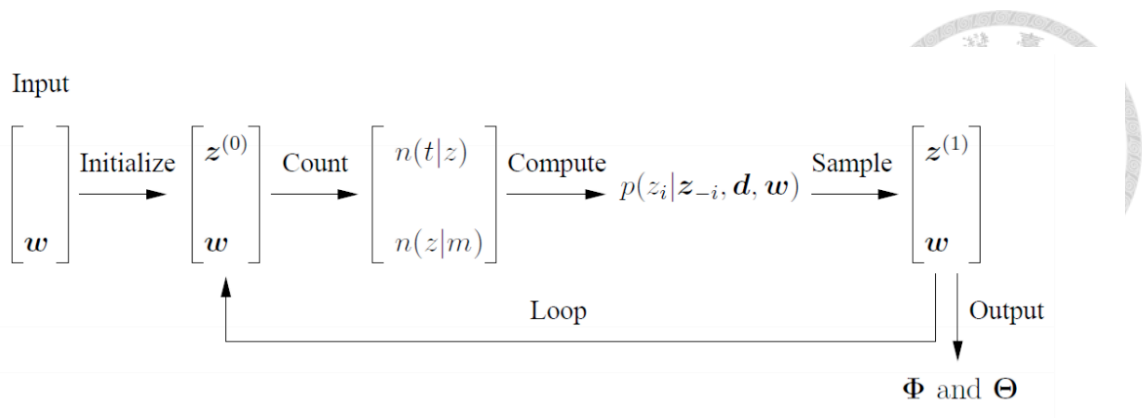 Input
w
Initialize
z^{(0)}
w
Count
n(t|z)
n(z|m)
Compute
p(z_i|z_{-i}, d, w)
Sample
z^{(1)}
w
Loop
Output
Φ and Θ